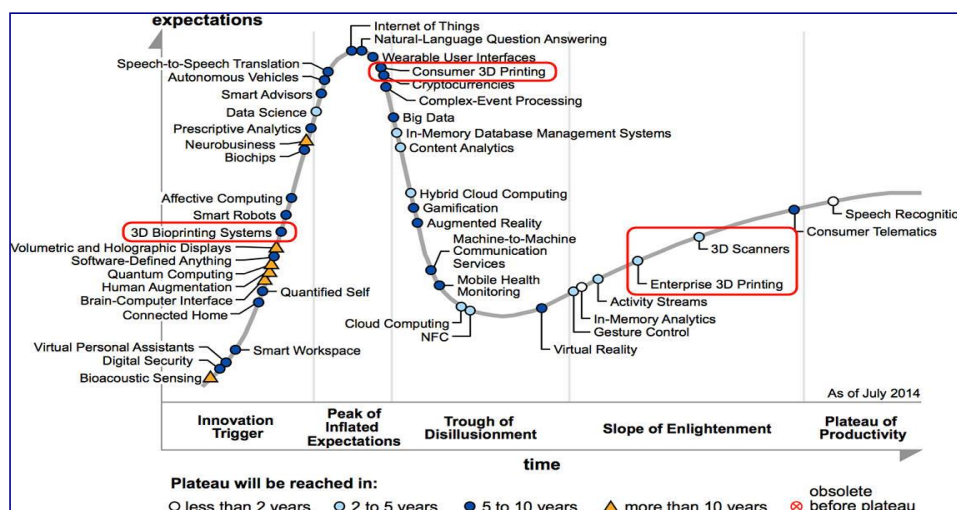 expectations
Internet of Things
Natural-Language Question Answering
Wearable User Interfaces
Speech-to-Speech Translation
Consumer 3D Printing
Autonomous Vehicles
Cryptocurrencies
Smart Advisors
Complex-Event Processing
Data Science
Big Data
Prescriptive Analytics
In-Memory Database Management Systems
Neurobusiness
Content Analytics
Biochips
Hybrid Cloud Computing
Affective Computing
Gamification
Smart Robots
Augmented Reality
Speech Recognitio
3D Bioprinting Systems
Consumer Telematics
Machine-to-Machine
Communication
Services
3D Scanners
Volumetric and Holographic Displays
Software-Defined Anything
Quantum Computing
Mobile Health
Monitoring
Enterprise 3D Printing
Human Augmentation
Brain-Computer Interface
Quantified Self
Activity Streams
Connected Home
In-Memory Analytics
Cloud Computing
Gesture Control
NFC
Virtual Personal Assistants
Smart Workspace
Virtual Reality
Digital Security
Bioacoustic Sensing
As of July 2014
Innovation
Trigger
Peak of
Inflated
Expectations
Trough of
Disillusionment
Slope of Enlightenment
Plateau of
Productivity
time
Plateau will be reached in:
less than 2 years
2 to 5 years
5 to 10 years
more than 10 years
obsolete
before plateau